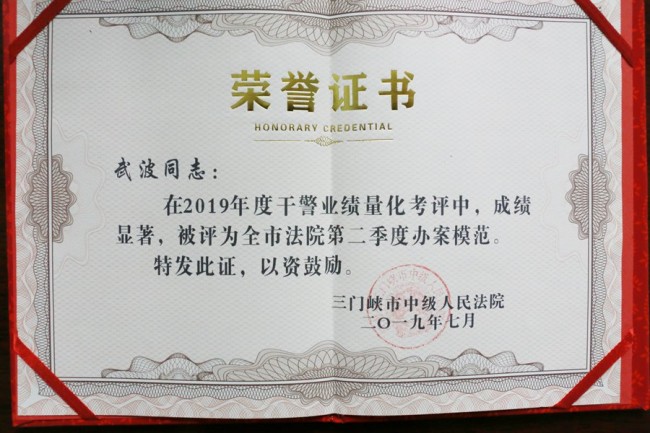 荣誉证书
HONORARY CREDENTIAL
武波同志：
在2019年度干警业绩量化考评中，成绩
显著，被评为全市法院第二季度办案模范。
特发此证，以资鼓励。
三门峡市中级人民法院
二〇一九年七月